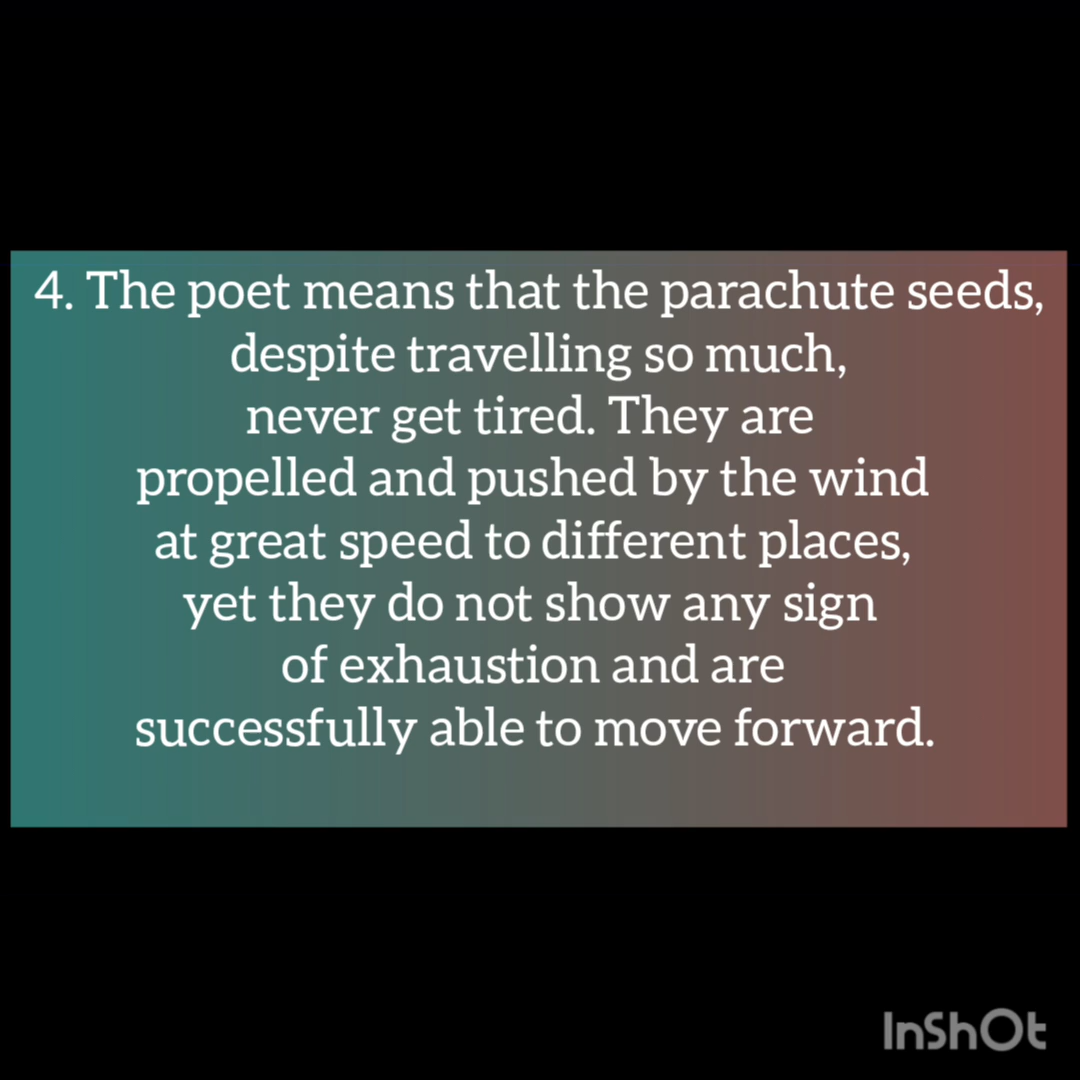 4. The poet means that the parachute seeds,
despite travelling so much,
never get tired. They are
propelled and pushed by the wind
at great speed to different places,
yet they do not show any sign
of exhaustion and are
successfully able to move forward.
InShOt